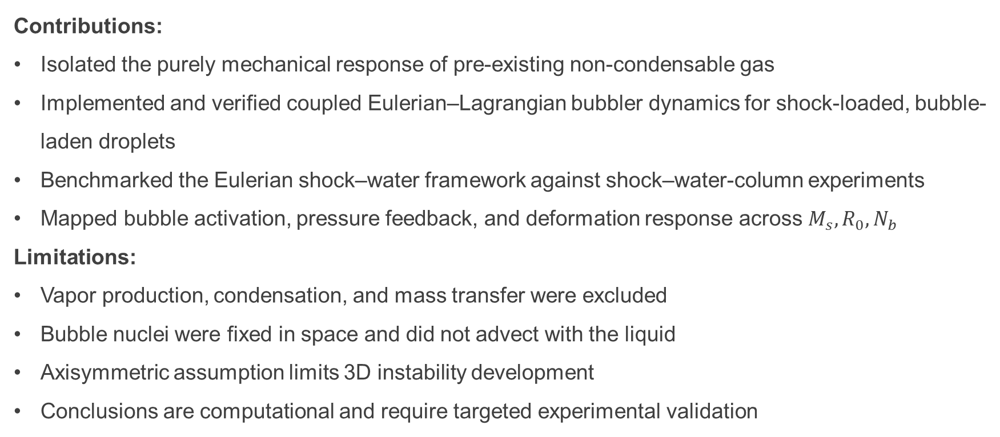 Contributions:
• Isolated the purely mechanical response of pre-existing non-condensable gas
• Implemented and verified coupled Eulerian–Lagrangian bubbler dynamics for shock-loaded, bubble-
laden droplets
• Benchmarked the Eulerian shock–water framework against shock–water-column experiments
• Mapped bubble activation, pressure feedback, and deformation response across $M_s, R_0, N_b$
Limitations:
• Vapor production, condensation, and mass transfer were excluded
• Bubble nuclei were fixed in space and did not advect with the liquid
• Axisymmetric assumption limits 3D instability development
• Conclusions are computational and require targeted experimental validation